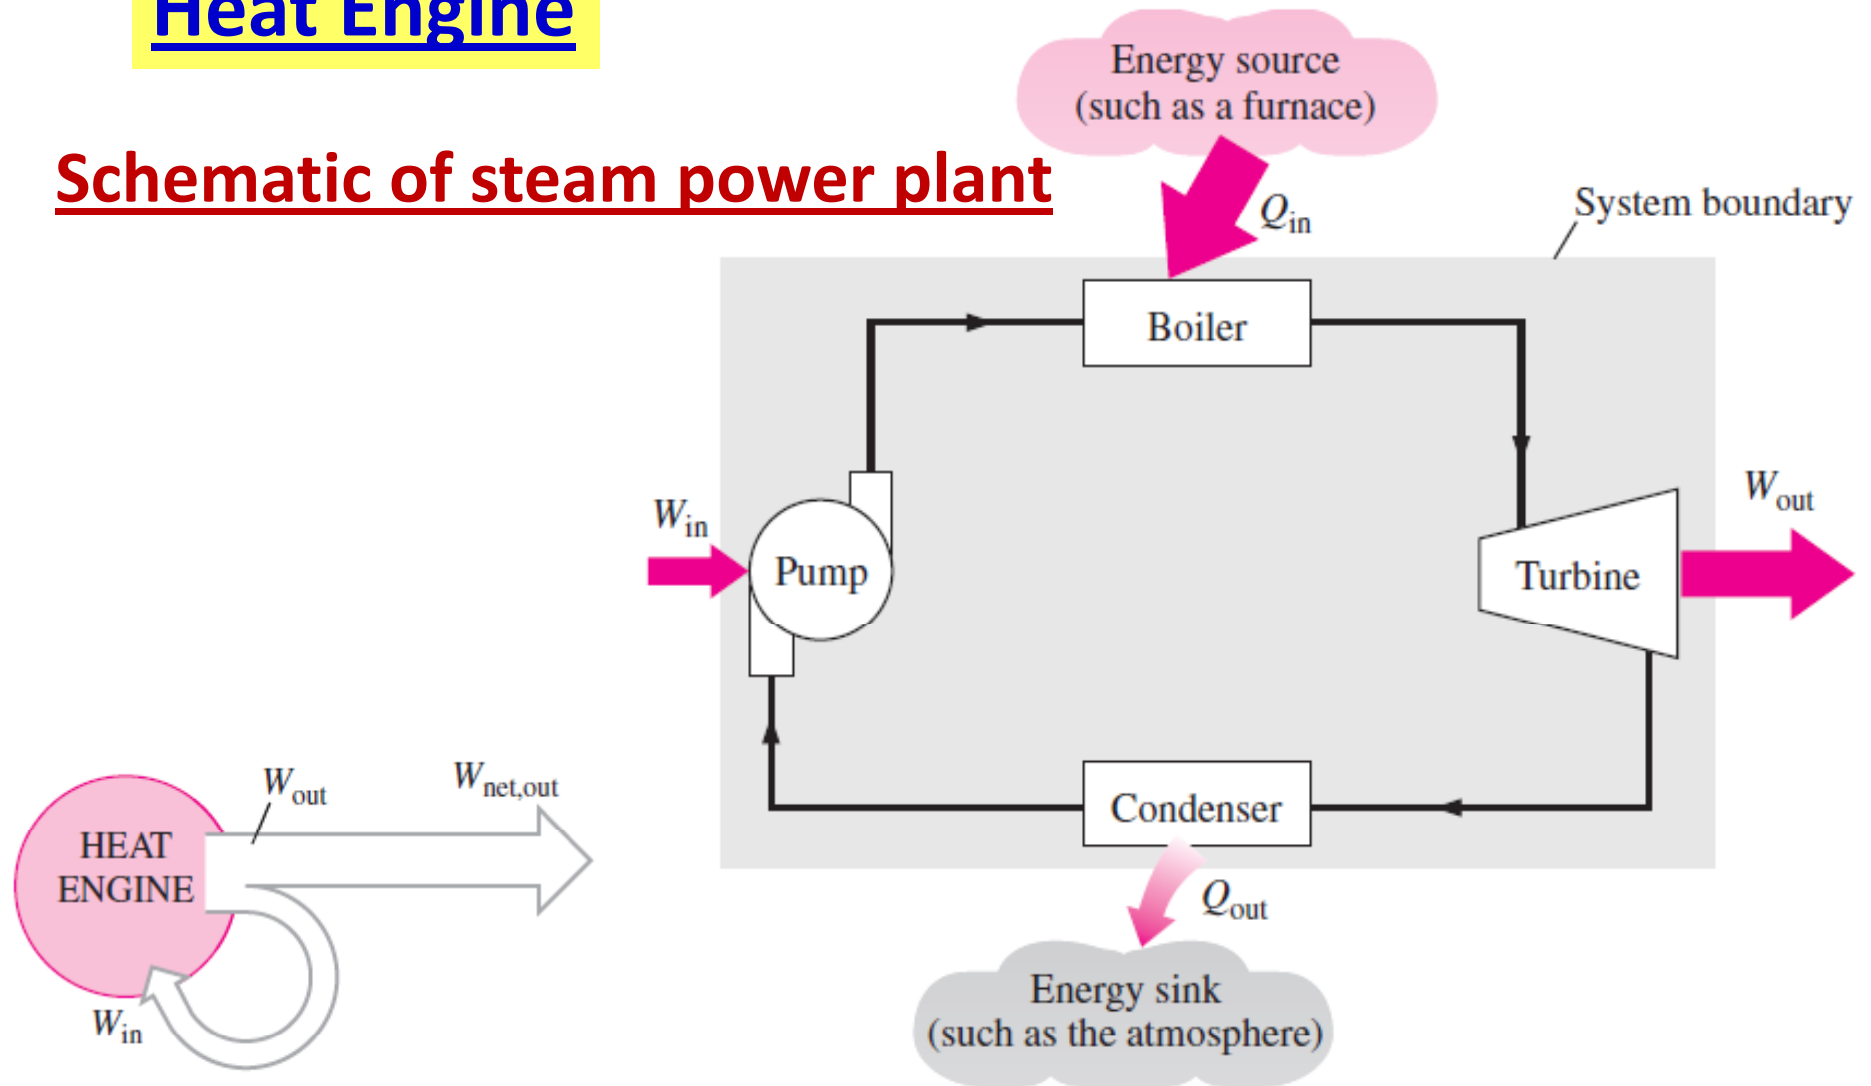 Heat Engine
Schematic of steam power plant
Energy source
(such as a furnace)
Qin
System boundary
Boiler
Win
Pump
Turbine
Wout
Condenser
Qout
Energy sink
(such as the atmosphere)
Wout
Wnet,out
HEAT
ENGINE
Win